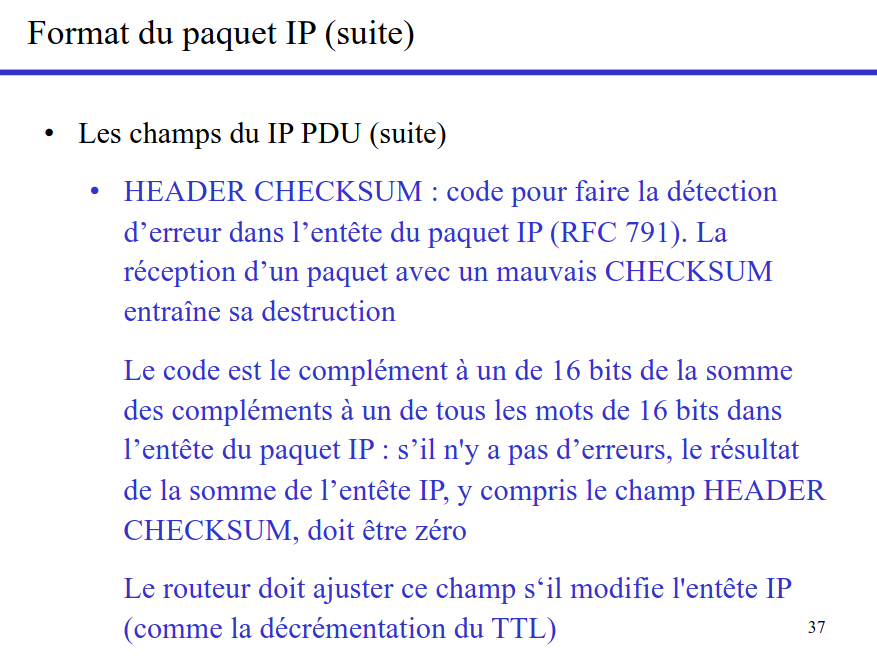 Format du paquet IP (suite)
• Les champs du IP PDU (suite)
• HEADER CHECKSUM : code pour faire la détection
d’erreur dans l’entête du paquet IP (RFC 791). La
réception d’un paquet avec un mauvais CHECKSUM
entraîne sa destruction
Le code est le complément à un de 16 bits de la somme
des compléments à un de tous les mots de 16 bits dans
l’entête du paquet IP : s’il n'y a pas d’erreurs, le résultat
de la somme de l’entête IP, y compris le champ HEADER
CHECKSUM, doit être zéro
Le routeur doit ajuster ce champ s‘il modifie l'entête IP
(comme la décrémentation du TTL)
37